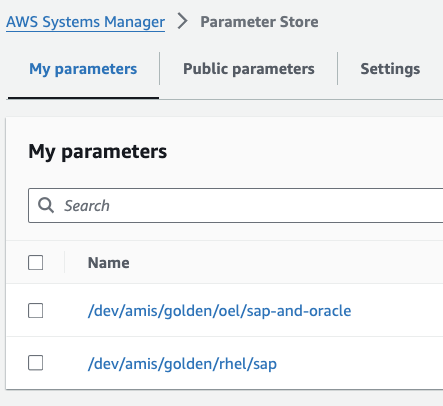 AWS Systems Manager > Parameter Store
My parameters Public parameters Settings
My parameters
Search
Name
/dev/amis/golden/oel/sap-and-oracle
/dev/amis/golden/rhel/sap